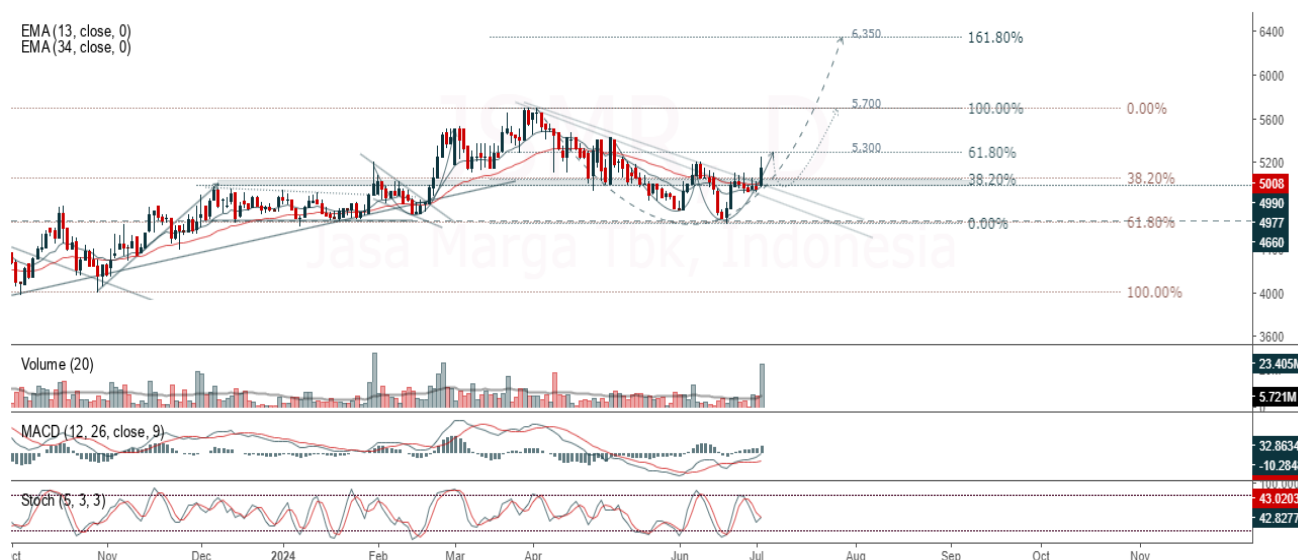 EMA (13, close, 0)
EMA (34, close, 0)
JSMR, D
Jasa Marga Tbk, Indonesia
6,350
161.80%
5,700
100.00%
0.00%
5,300
61.80%
38.20%
38.20%
0.00%
61.80%
100.00%
6400
6000
5600
5200
5008
4990
4977
4660
4000
3600
Volume (20)
23.405M
5.721M
MACD (12, 26, close, 9)
32.8634
-10.2844
Stoch (5, 3, 3)
43.0203
42.8277
Nov
Dec
2024
Feb
Mar
Apr
Jun
Jul
Aug
Sep
Oct
Nov